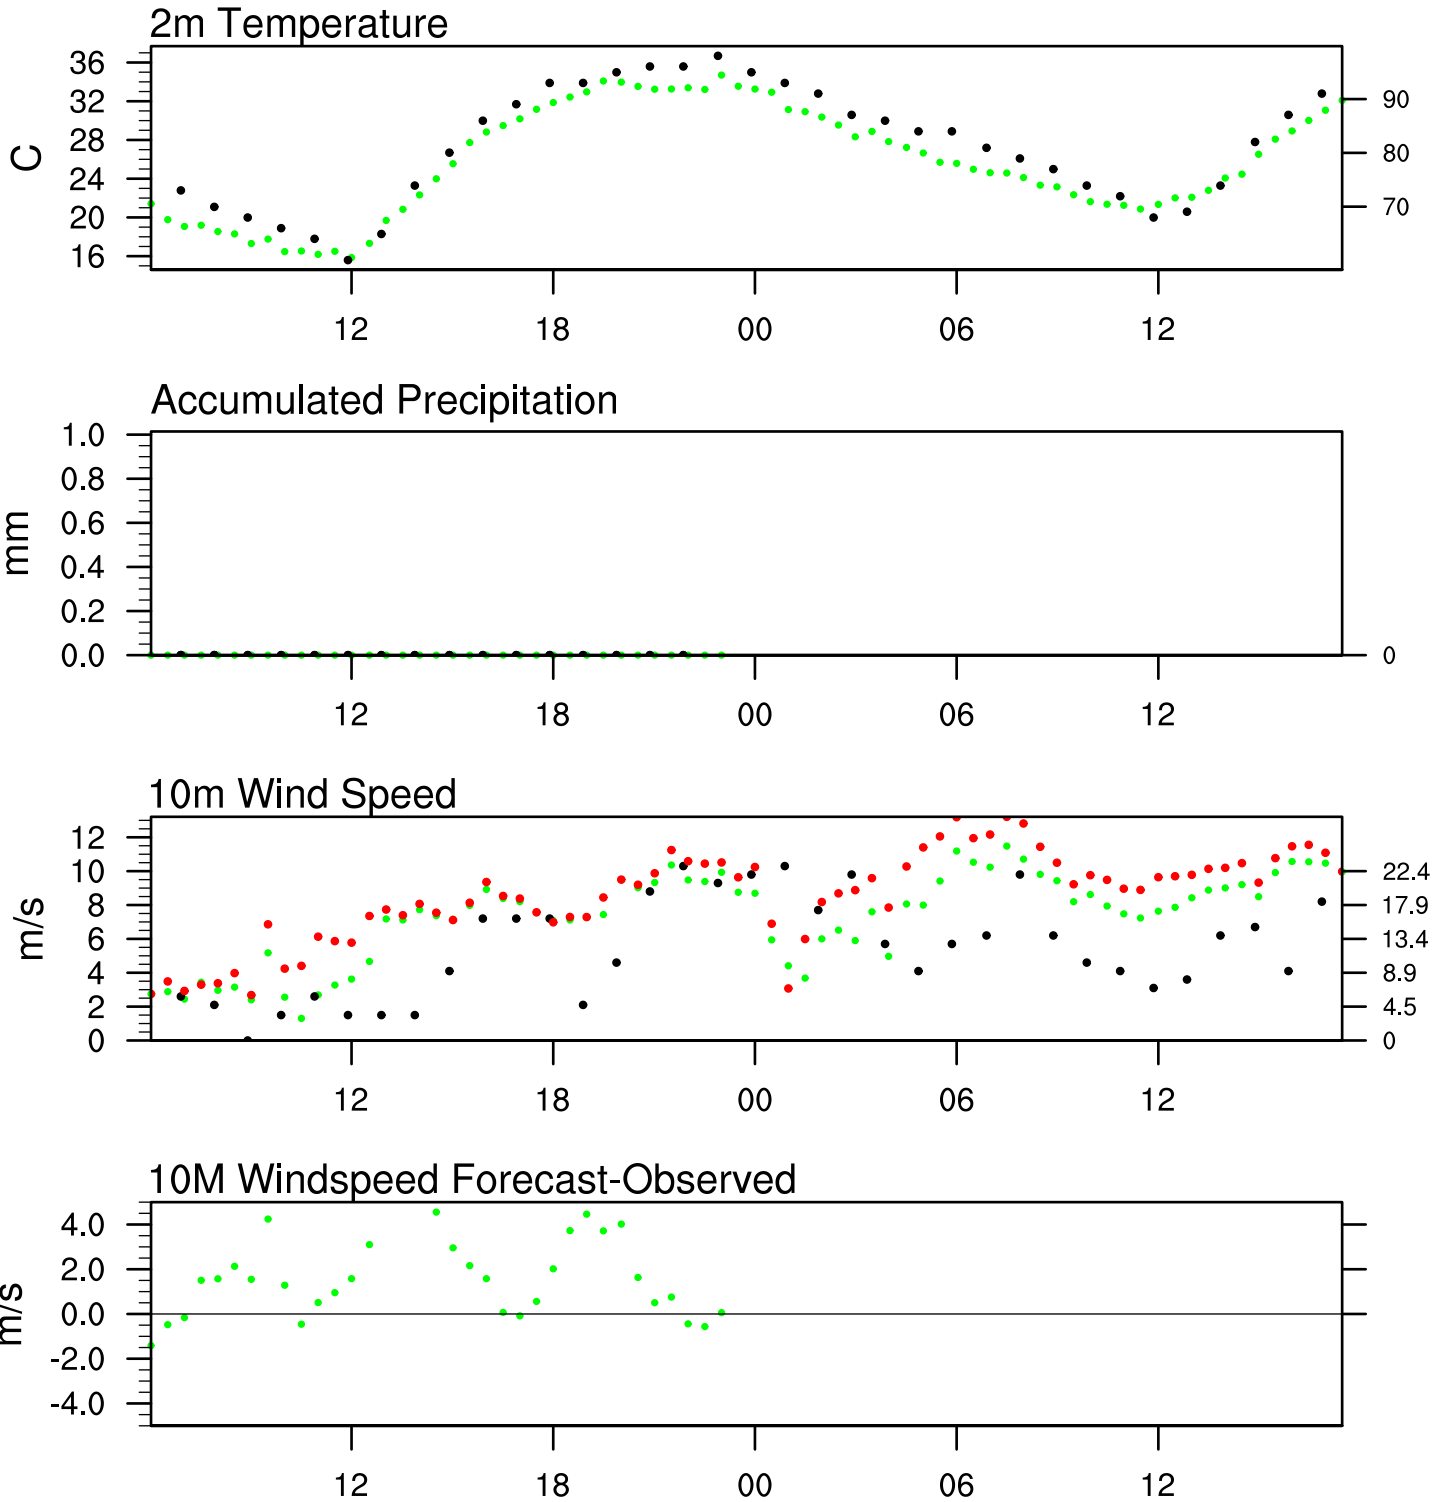 2m Temperature
36
32
28
24
20
16
C
90
80
70
12 18 00 06 12
Accumulated Precipitation
1.0
0.8
0.6
0.4
0.2
0.0
mm
0
12 18 00 06 12
10m Wind Speed
12
10
8
6
4
2
0
m/s
22.4
17.9
13.4
8.9
4.5
0
12 18 00 06 12
10M Windspeed Forecast-Observed
4.0
2.0
0.0
-2.0
-4.0
m/s
12 18 00 06 12